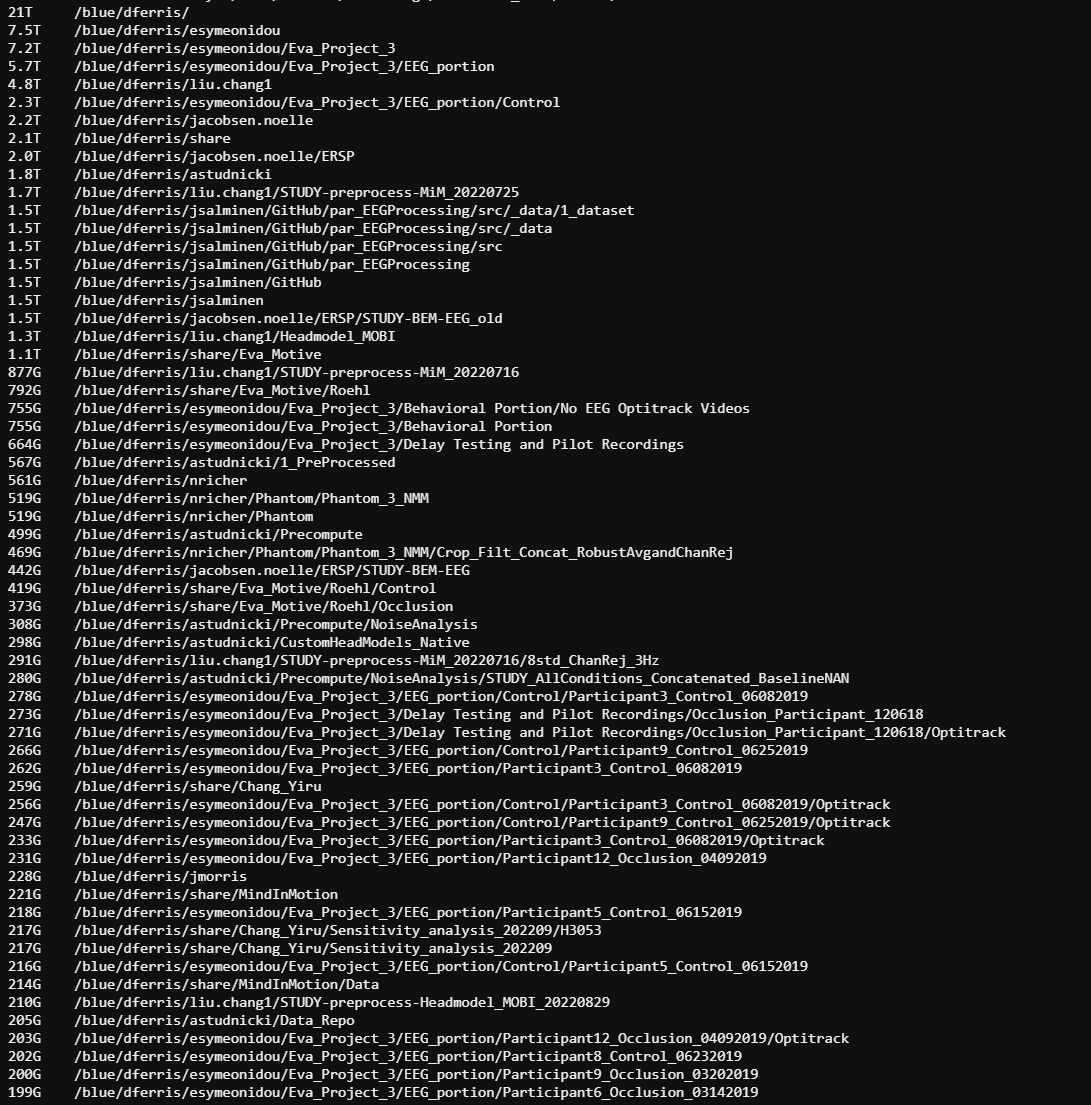 21T /blue/dferris/
7.5T /blue/dferris/esymeonidou
7.2T /blue/dferris/esymeonidou/Eva_Project_3
5.7T /blue/dferris/esymeonidou/Eva_Project_3/EEG_portion
4.8T /blue/dferris/liu.chang1
2.3T /blue/dferris/esymeonidou/Eva_Project_3/EEG_portion/Control
2.2T /blue/dferris/jacobsen.noelle
2.1T /blue/dferris/share
2.0T /blue/dferris/jacobsen.noelle/ERSP
1.8T /blue/dferris/astudnicki
1.7T /blue/dferris/liu.chang1/STUDY-preprocess-MiM_20220725
1.5T /blue/dferris/jsalminen/GitHub/par_EEGProcessing/src/_data/1_dataset
1.5T /blue/dferris/jsalminen/GitHub/par_EEGProcessing/src/_data
1.5T /blue/dferris/jsalminen/GitHub/par_EEGProcessing/src
1.5T /blue/dferris/jsalminen/GitHub/par_EEGProcessing
1.5T /blue/dferris/jsalminen/GitHub
1.5T /blue/dferris/jsalminen
1.5T /blue/dferris/jacobsen.noelle/ERSP/STUDY-BEM-EEG_old
1.3T /blue/dferris/liu.chang1/Headmodel_MOBI
1.1T /blue/dferris/share/Eva_Motive
877G /blue/dferris/liu.chang1/STUDY-preprocess-MiM_20220716
792G /blue/dferris/share/Eva_Motive/Roehl
755G /blue/dferris/esymeonidou/Eva_Project_3/Behavioral Portion/No EEG Optitrack Videos
755G /blue/dferris/esymeonidou/Eva_Project_3/Behavioral Portion
664G /blue/dferris/esymeonidou/Eva_Project_3/Delay Testing and Pilot Recordings
567G /blue/dferris/astudnicki/1_PreProcessed
561G /blue/dferris/nricher
519G /blue/dferris/nricher/Phantom/Phantom_3_NMM
519G /blue/dferris/nricher/Phantom
499G /blue/dferris/astudnicki/Precompute
469G /blue/dferris/nricher/Phantom/Phantom_3_NMM/Crop_Filt_Concat_RobustAvgandChanRej
442G /blue/dferris/jacobsen.noelle/ERSP/STUDY-BEM-EEG
419G /blue/dferris/share/Eva_Motive/Roehl/Control
373G /blue/dferris/share/Eva_Motive/Roehl/Occlusion
308G /blue/dferris/astudnicki/Precompute/NoiseAnalysis
298G /blue/dferris/astudnicki/CustomHeadModels_Native
291G /blue/dferris/liu.chang1/STUDY-preprocess-MiM_20220716/8std_ChanRej_3Hz
280G /blue/dferris/astudnicki/Precompute/NoiseAnalysis/STUDY_AllConditions_Concatenated_BaselineNAN
278G /blue/dferris/esymeonidou/Eva_Project_3/EEG_portion/Control/Participant3_Control_06082019
273G /blue/dferris/esymeonidou/Eva_Project_3/Delay Testing and Pilot Recordings/Occlusion_Participant_120618
271G /blue/dferris/esymeonidou/Eva_Project_3/Delay Testing and Pilot Recordings/Occlusion_Participant_120618/Optitrack
266G /blue/dferris/esymeonidou/Eva_Project_3/EEG_portion/Control/Participant9_Control_06252019
262G /blue/dferris/esymeonidou/Eva_Project_3/EEG_portion/Participant3_Control_06082019
259G /blue/dferris/share/Chang_Yiru
256G /blue/dferris/esymeonidou/Eva_Project_3/EEG_portion/Control/Participant3_Control_06082019/Optitrack
247G /blue/dferris/esymeonidou/Eva_Project_3/EEG_portion/Control/Participant9_Control_06252019/Optitrack
233G /blue/dferris/esymeonidou/Eva_Project_3/EEG_portion/Participant3_Control_06082019/Optitrack
231G /blue/dferris/esymeonidou/Eva_Project_3/EEG_portion/Participant12_Occlusion_04092019
228G /blue/dferris/jmorris
221G /blue/dferris/share/MindInMotion
218G /blue/dferris/esymeonidou/Eva_Project_3/EEG_portion/Participant5_Control_06152019
217G /blue/dferris/share/Chang_Yiru/Sensitivity_analysis_202209/H3053
217G /blue/dferris/share/Chang_Yiru/Sensitivity_analysis_202209
216G /blue/dferris/esymeonidou/Eva_Project_3/EEG_portion/Control/Participant5_Control_06152019
214G /blue/dferris/share/MindInMotion/Data
210G /blue/dferris/liu.chang1/STUDY-preprocess-Headmodel_MOBI_20220829
205G /blue/dferris/astudnicki/Data_Repo
203G /blue/dferris/esymeonidou/Eva_Project_3/EEG_portion/Participant12_Occlusion_04092019/Optitrack
202G /blue/dferris/esymeonidou/Eva_Project_3/EEG_portion/Participant8_Control_06232019
200G /blue/dferris/esymeonidou/Eva_Project_3/EEG_portion/Participant9_Occlusion_03202019
199G /blue/dferris/esymeonidou/Eva_Project_3/EEG_portion/Participant6_Occlusion_03142019